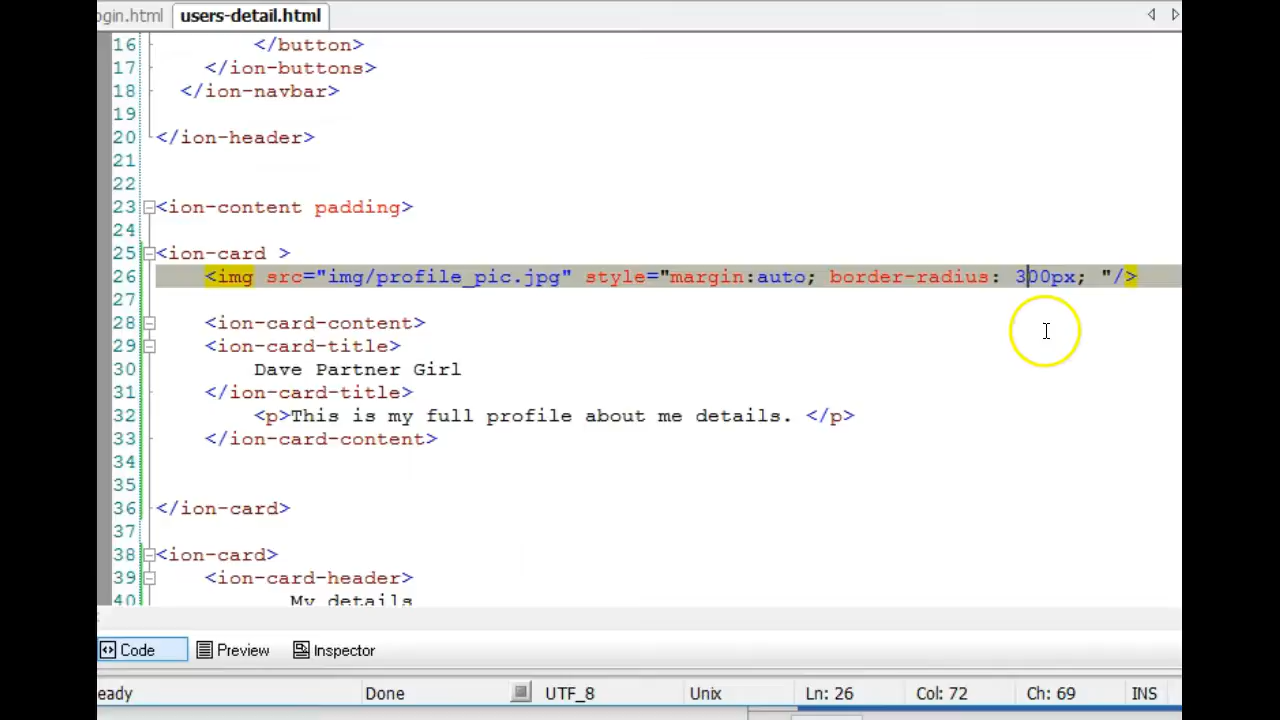 ogin.html users-detail.html
16 </button>
17 </ion-buttons>
18 </ion-navbar>
19
20 </ion-header>
21
22
23 <ion-content padding>
24
25 <ion-card >
26 <img src="img/profile_pic.jpg" style="margin:auto; border-radius: 300px; "/>
27
28 <ion-card-content>
29 <ion-card-title>
30 Dave Partner Girl
31 </ion-card-title>
32 <p>This is my full profile about me details. </p>
33 </ion-card-content>
34
35
36 </ion-card>
37
38 <ion-card>
39 <ion-card-header>
40 My details
Code Preview Inspector
eady Done UTF_8 Unix Ln: 26 Col: 72 Ch: 69 INS